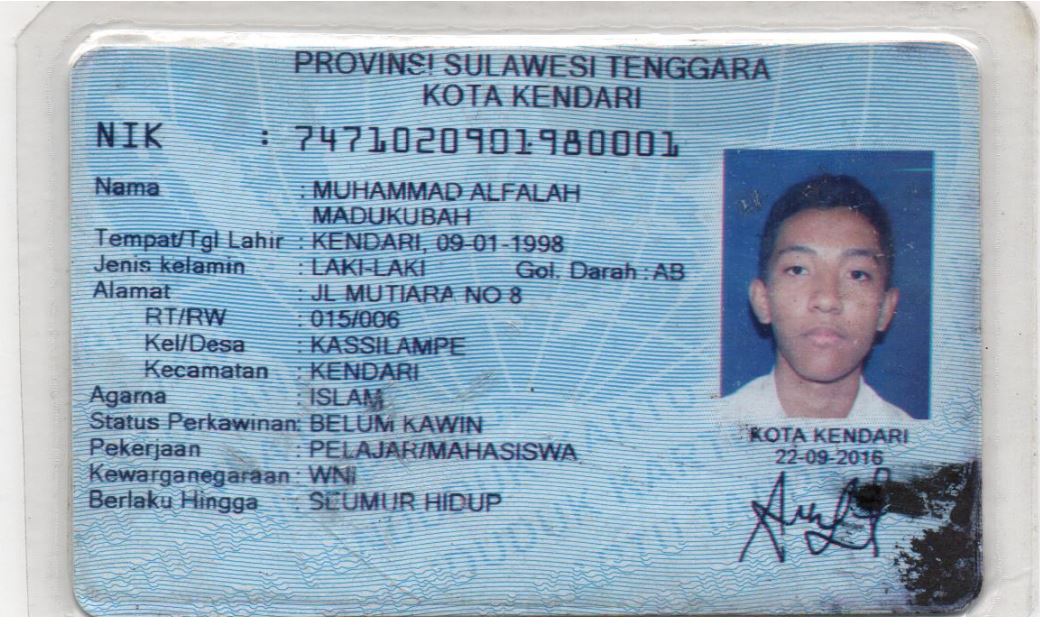 PROVINSI SULAWESI TENGGARA
KOTA KENDARI
NIK : 7471020901980001
Nama : MUHAMMAD ALFALAH
MADUKUBAH
Tempat/Tgl Lahir : KENDARI, 09-01-1998
Jenis kelamin : LAKI-LAKI Gol. Darah : AB
Alamat : JL MUTIARA NO 8
RT/RW : 015/006
Kel/Desa : KASSILAMPE
Kecamatan : KENDARI
Agama : ISLAM
Status Perkawinan: BELUM KAWIN
Pekerjaan : PELAJAR/MAHASISWA
Kewarganegaraan : WNI
Berlaku Hingga : SEUMUR HIDUP
KOTA KENDARI
22-09-2016